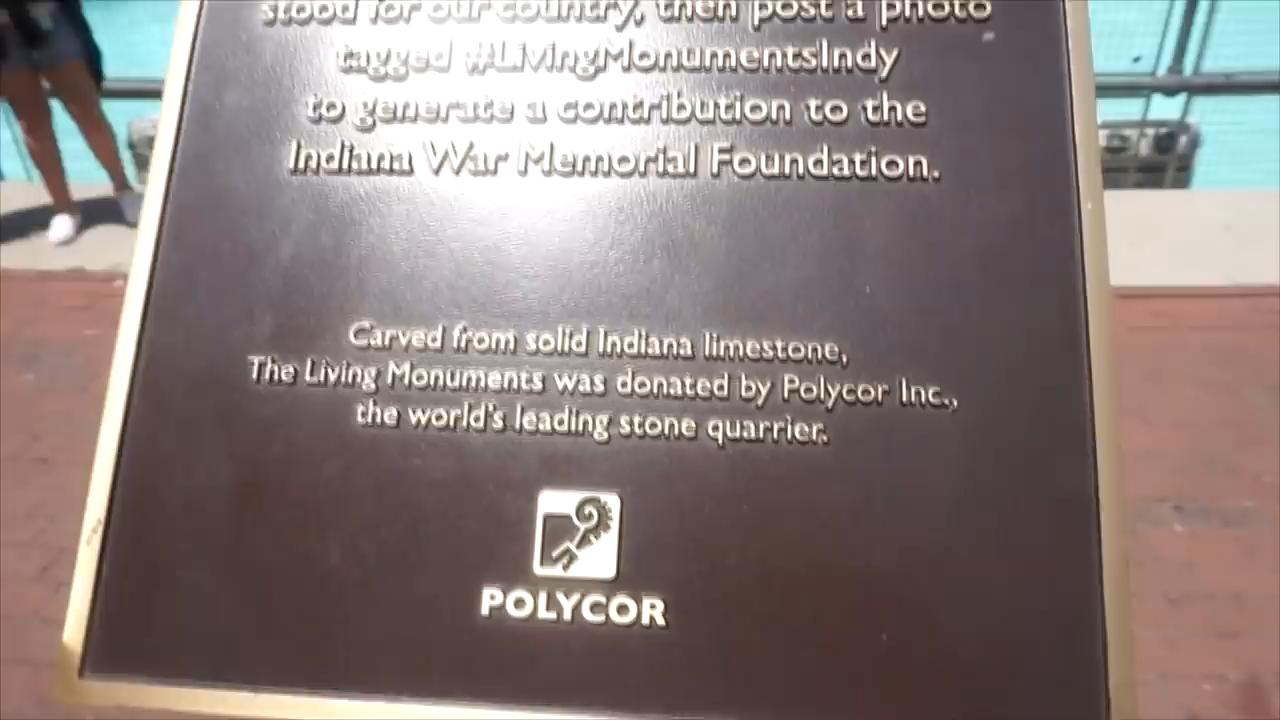 stood for our country, then post a photo
tagged #LivingMonumentsIndy
to generate a contribution to the
Indiana War Memorial Foundation.
Carved from solid Indiana limestone,
The Living Monuments was donated by Polycor Inc.,
the world's leading stone quarrier.
POLYCOR